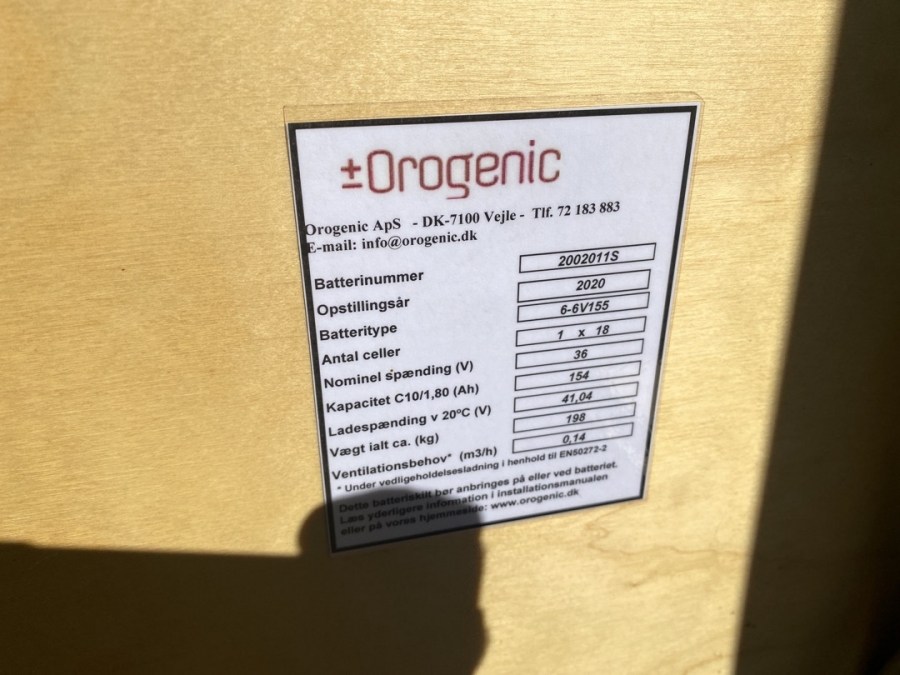 ±Orogenic
Orogenic ApS - DK-7100 Vejle - Tlf. 72 183 883
E-mail: info@orogenic.dk
Batterinummer 2002011S
Opstillingsår 2020
Batteritype 6-6V155
Antal celler 1 x 18
Nominel spænding (V) 36
Kapacitet C10/1,80 (Ah) 154
Ladespænding v 20ºC (V) 41,04
Vægt ialt ca. (kg) 198
Ventilationsbehov* (m3/h) 0,14
* Under vedligeholdelsesladning i henhold til EN50272-2
Dette batteriskilt bør anbringes på eller ved batteriet.
Læs yderligere information i installationsmanualen
eller på vores hjemmeside: www.orogenic.dk